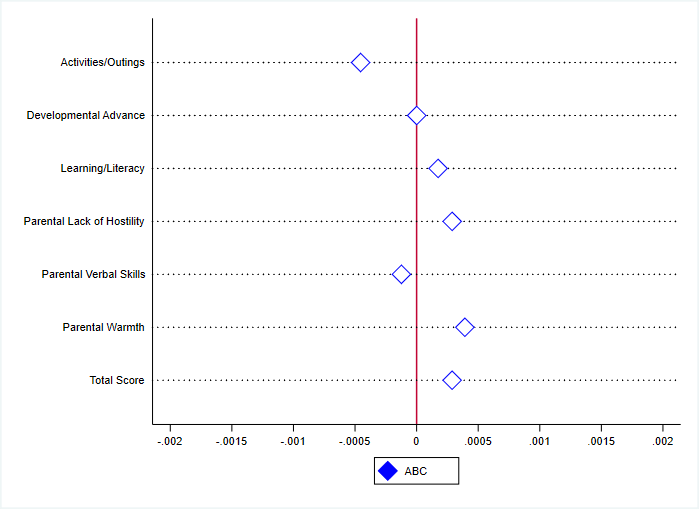 Activities/Outings
Developmental Advance
Learning/Literacy
Parental Lack of Hostility
Parental Verbal Skills
Parental Warmth
Total Score
-.002 -.0015 -.001 -.0005 0 .0005 .001 .0015 .002
ABC